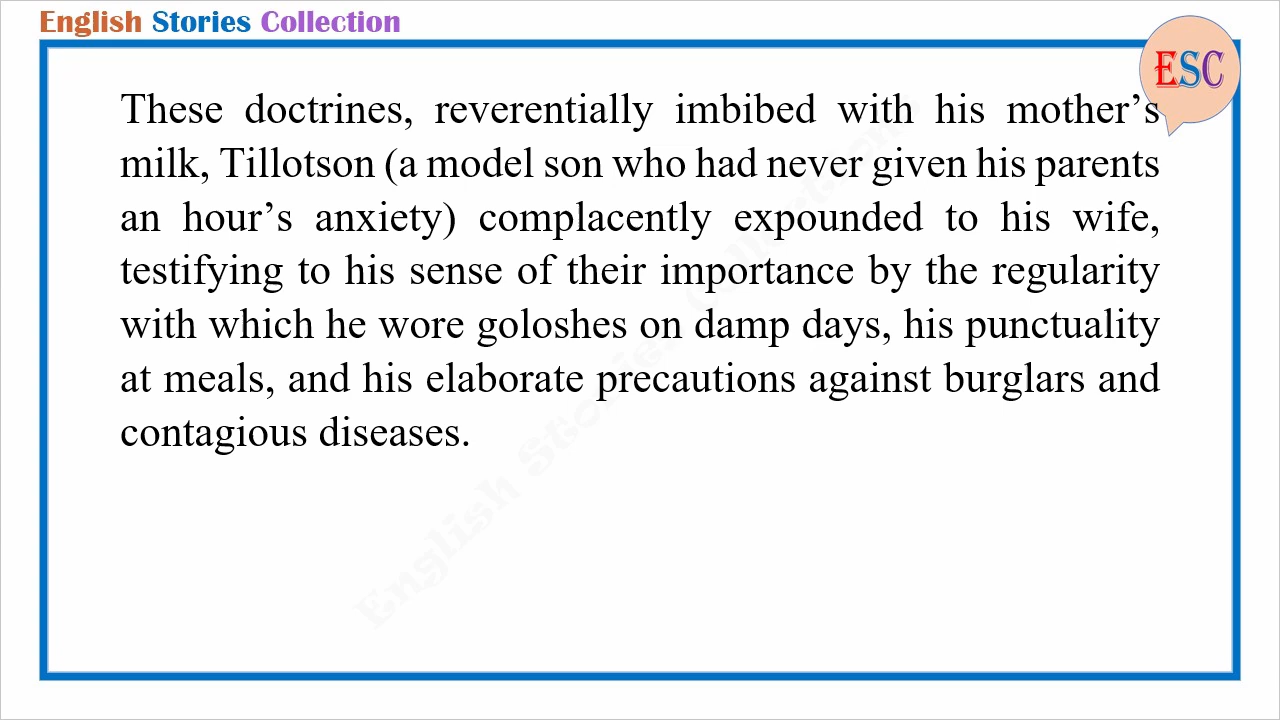 English Stories Collection
ESC
These doctrines, reverentially imbibed with his mother’s
milk, Tillotson (a model son who had never given his parents
an hour’s anxiety) complacently expounded to his wife,
testifying to his sense of their importance by the regularity
with which he wore goloshes on damp days, his punctuality
at meals, and his elaborate precautions against burglars and
contagious diseases.
English Stories Collection